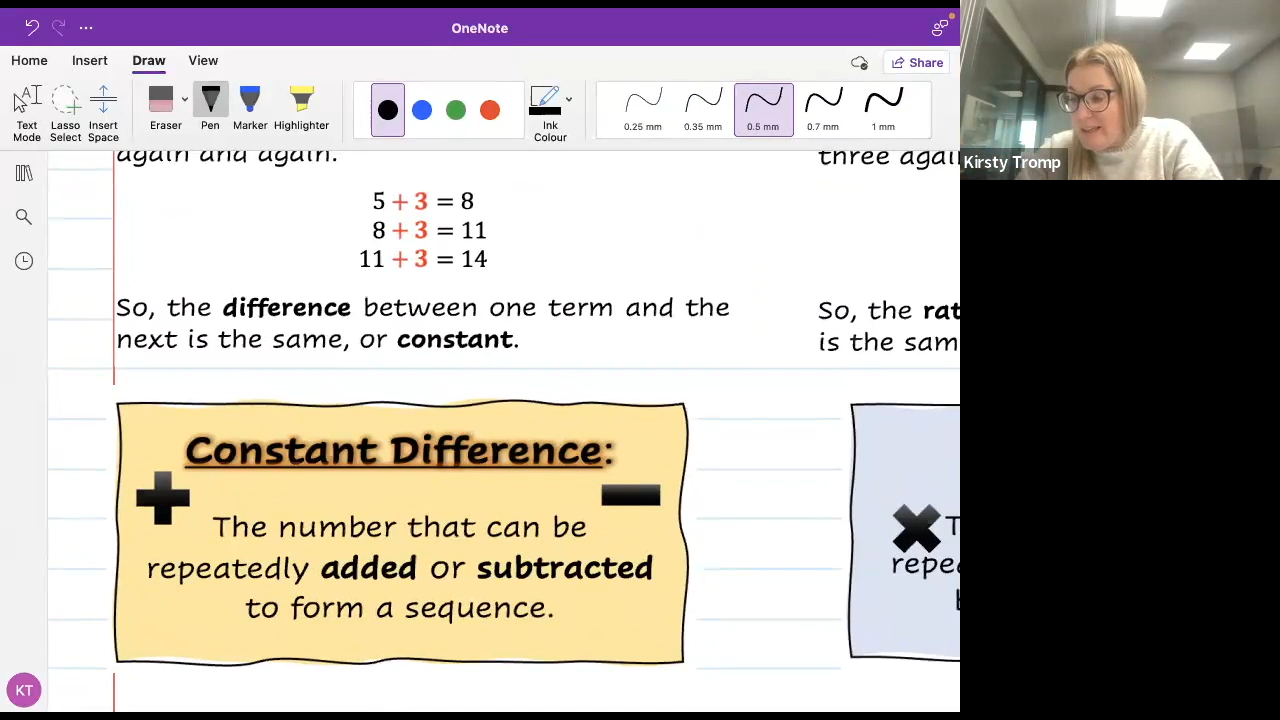 OneNote
Home Insert Draw View
Share
Text Mode
Lasso Select
Insert Space
Eraser
Pen
Marker
Highlighter
Ink Colour
0.25 mm
0.35 mm
0.5 mm
0.7 mm
1 mm
Kirsty Tromp
again and again.
5 + 3 = 8
8 + 3 = 11
11 + 3 = 14
So, the difference between one term and the
next is the same, or constant.
Constant Difference:
+ −
The number that can be
repeatedly added or subtracted
to form a sequence.
three agai
So, the rat
is the sam
×
T
repe
KT